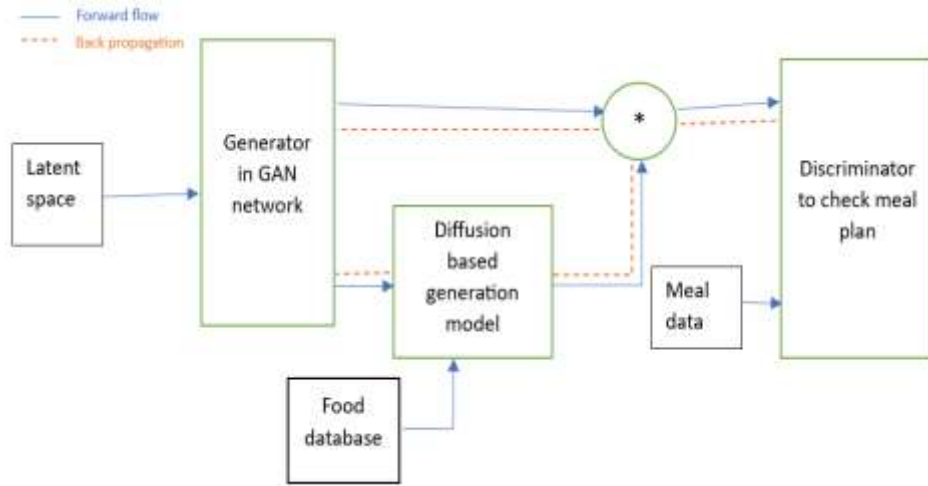 Forward flow
Back propagation
Latent
space
Generator
in GAN
network
*
Discriminator
to check meal
plan
Diffusion
based
generation
model
Meal
data
Food
database